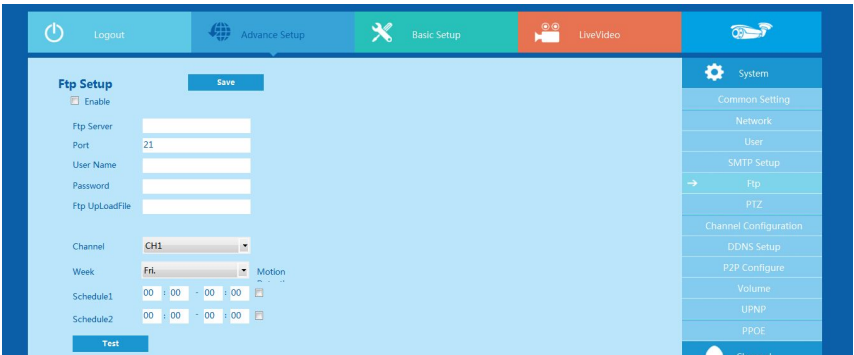 Logout Advance Setup Basic Setup LiveVideo
Ftp Setup Save
Enable
Ftp Server
Port 21
User Name
Password
Ftp UpLoadFile
Channel CH1
Week Fri. Motion
Schedule1 00 : 00 - 00 : 00
Schedule2 00 : 00 - 00 : 00
Test
System
Common Setting
Network
User
SMTP Setup
Ftp
PTZ
Channel Configuration
DDNS Setup
P2P Configure
Volume
UPNP
PPOE